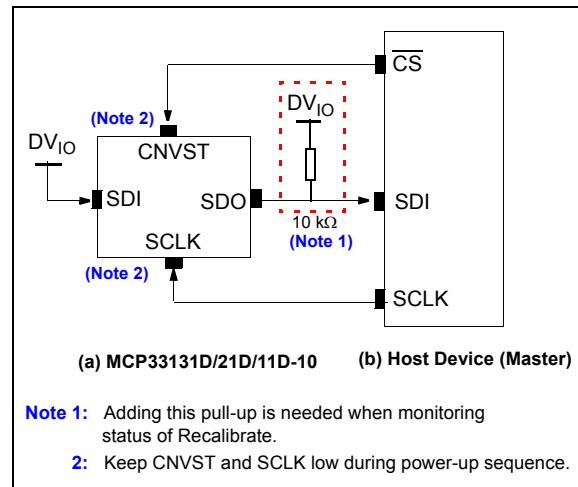 CS
DV_IO
(Note 2)
DV_IO
CNVST
SDI
SDO
SDI
10 kΩ
(Note 1)
SCLK
(Note 2)
SCLK
(a) MCP33131D/21D/11D-10
(b) Host Device (Master)
Note 1: Adding this pull-up is needed when monitoring
status of Recalibrate.
2: Keep CNVST and SCLK low during power-up sequence.